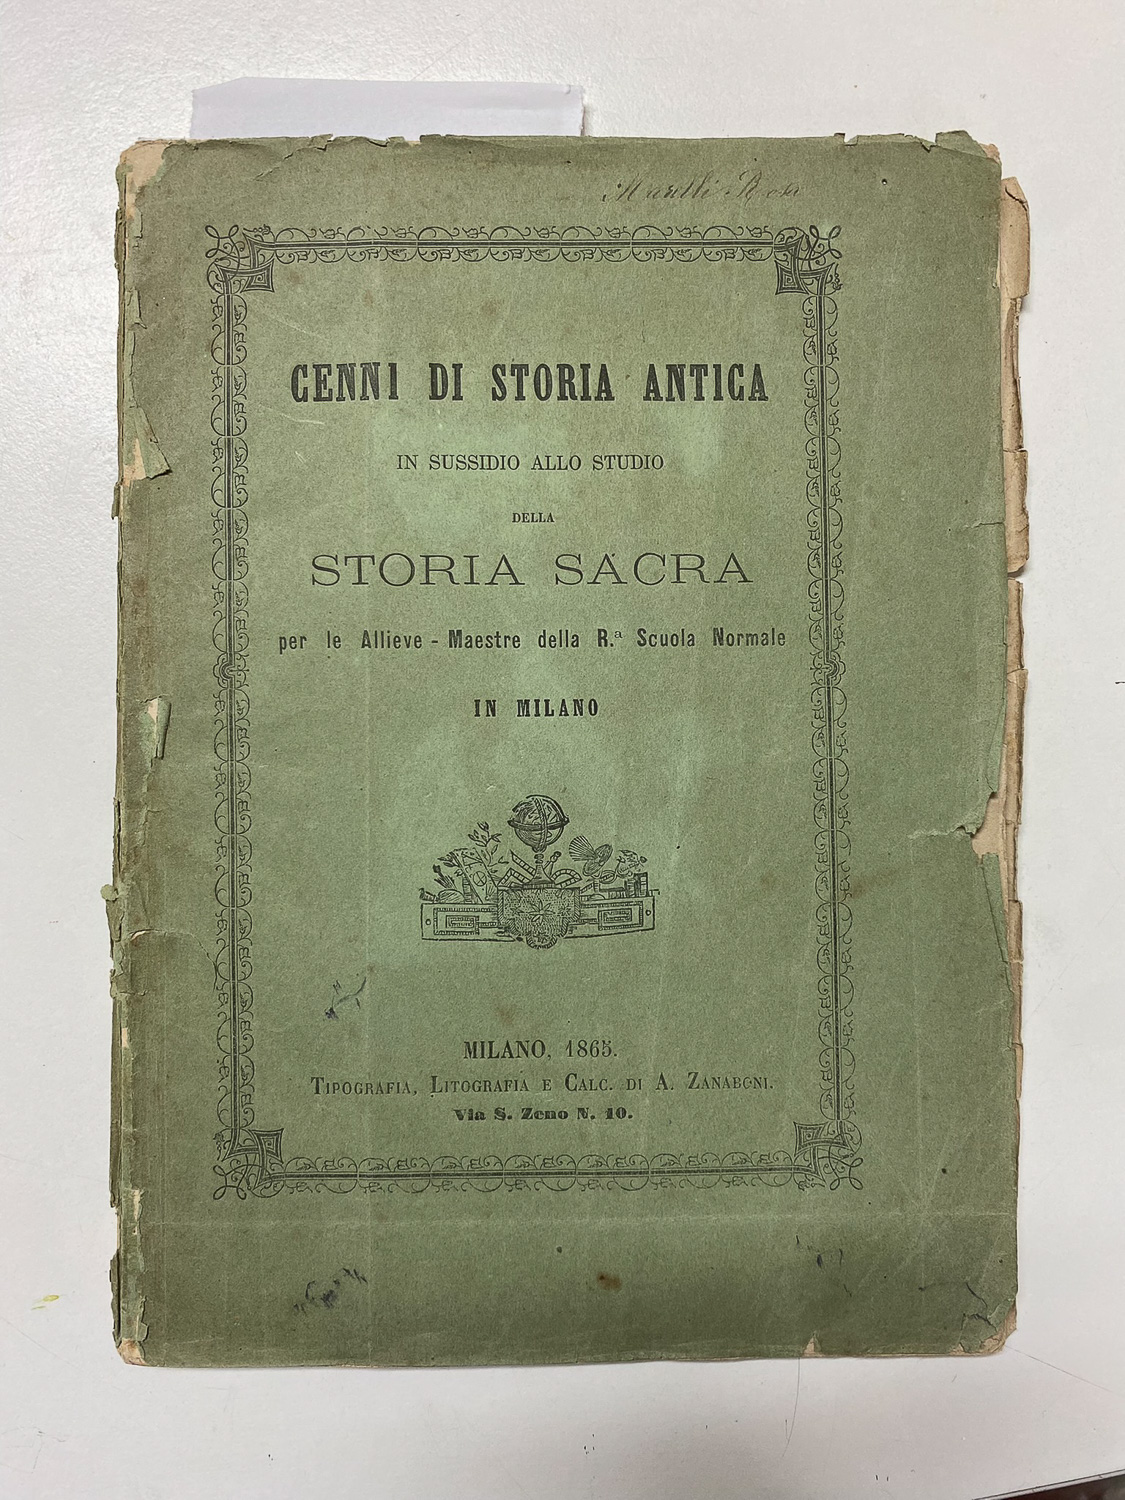 CENNI DI STORIA ANTICA
IN SUSSIDIO ALLO STUDIO
DELLA
STORIA SACRA
per le Allieve - Maestre della R.ª Scuola Normale
IN MILANO
MILANO, 1865.
TIPOGRAFIA, LITOGRAFIA E CALC. DI A. ZANABONI.
Via S. Zeno N. 10.